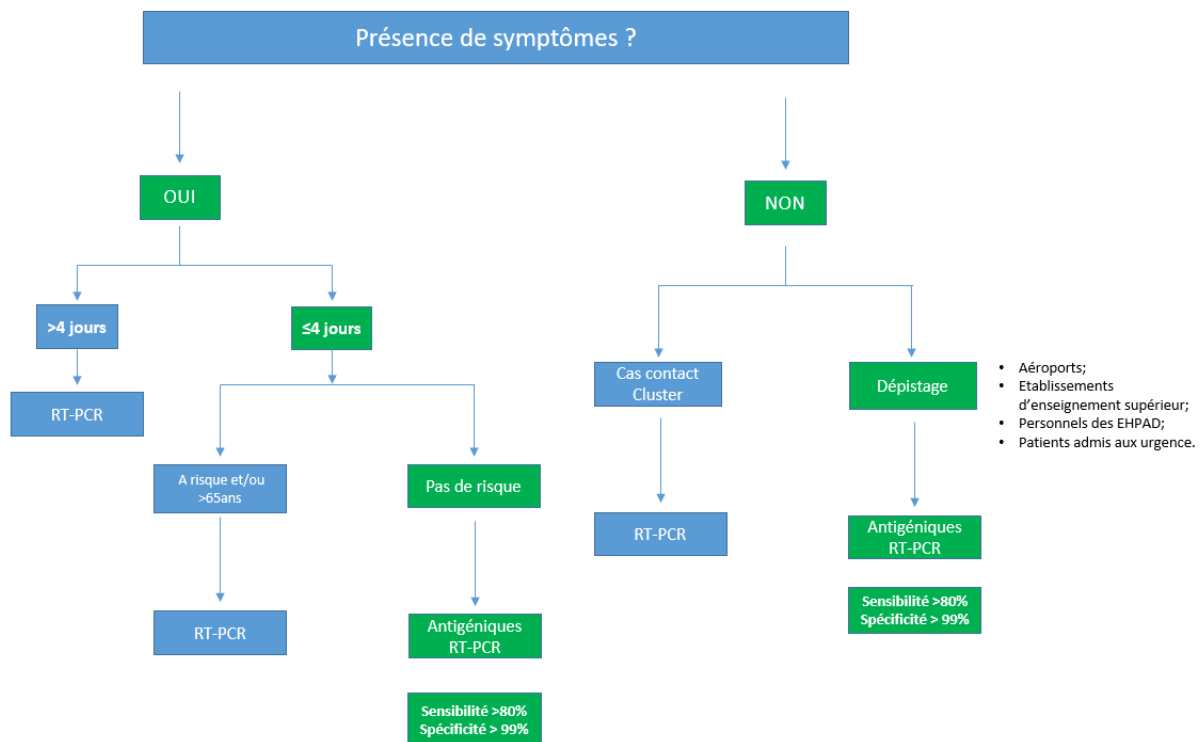 Présence de symptômes ?
OUI
NON
>4 jours
≤4 jours
Cas contact
Cluster
Dépistage
• Aéroports;
• Etablissements
d'enseignement supérieur;
• Personnels des EHPAD;
• Patients admis aux urgence.
RT-PCR
A risque et/ou
>65ans
Pas de risque
RT-PCR
Antigéniques
RT-PCR
Sensibilité >80%
Spécificité > 99%
RT-PCR
Antigéniques
RT-PCR
Sensibilité >80%
Spécificité > 99%